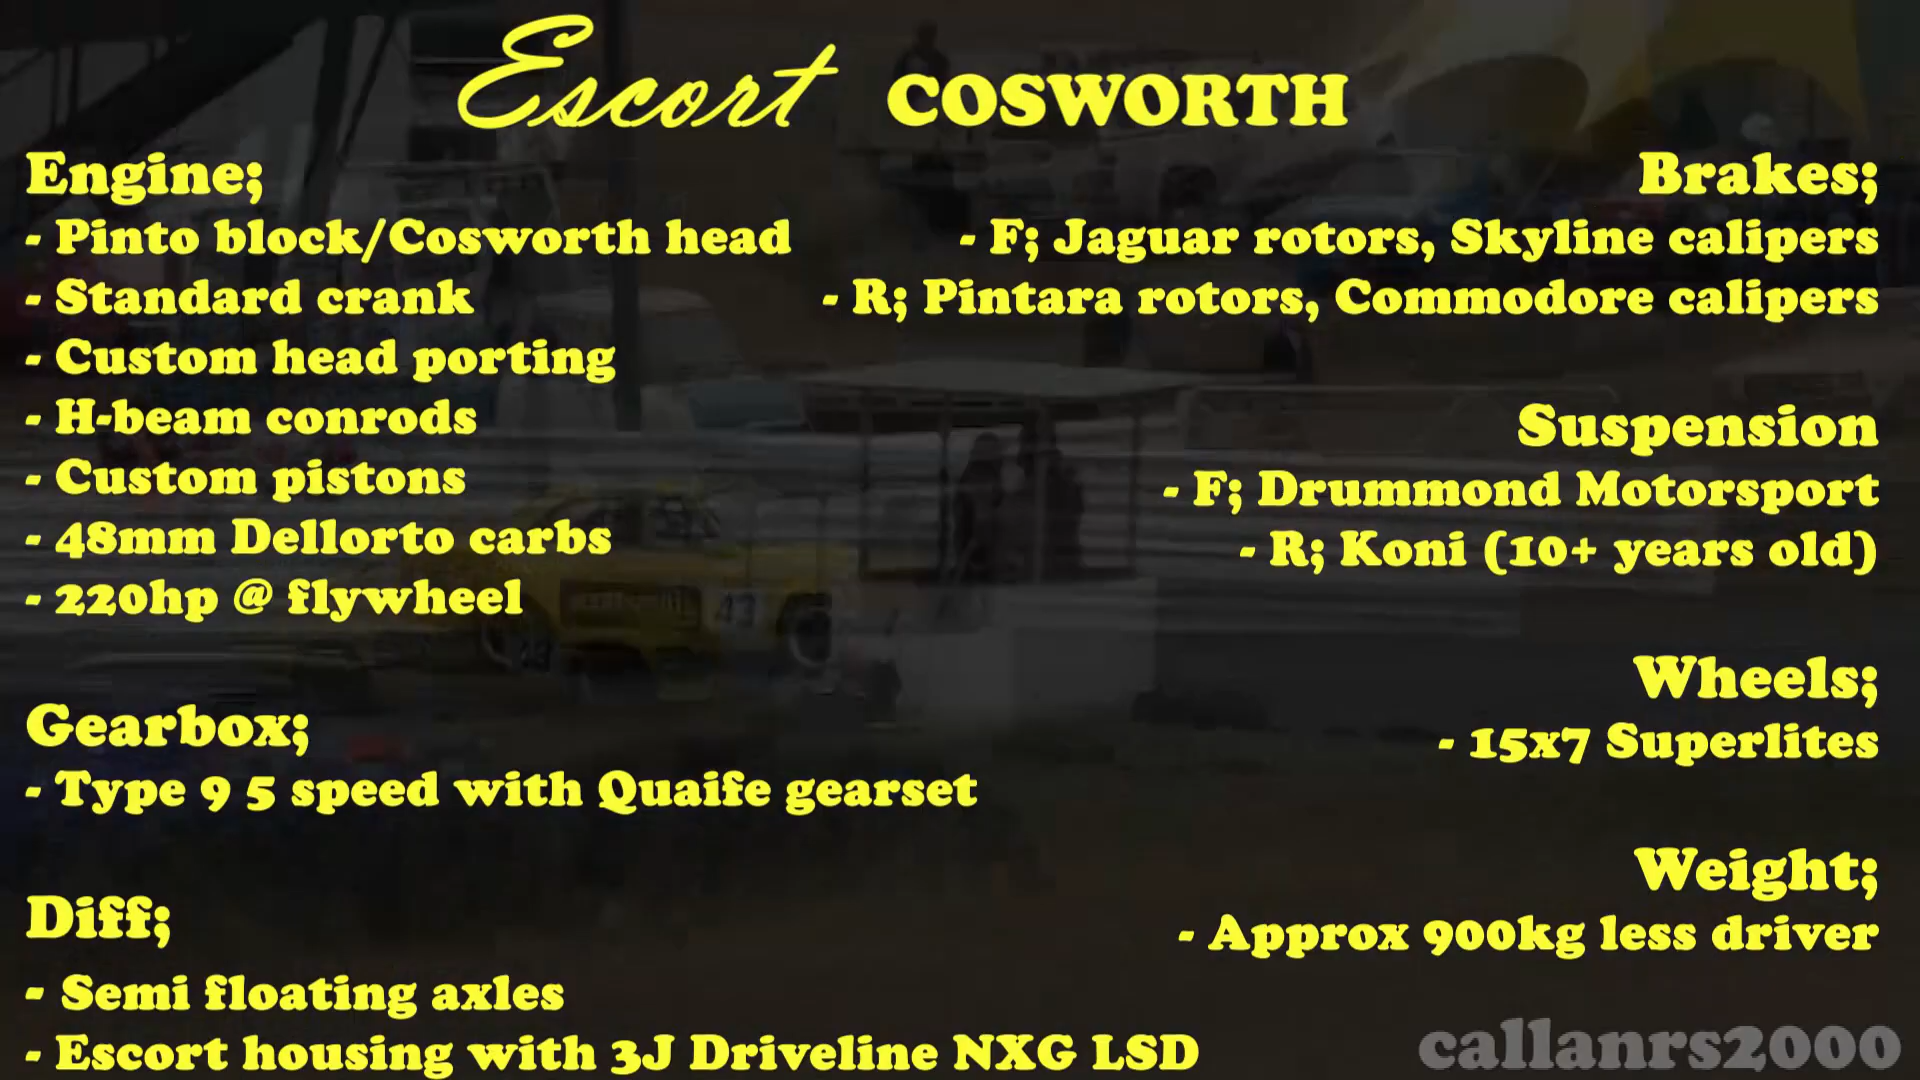 Escort COSWORTH
Engine;
- Pinto block/Cosworth head
- Standard crank
- Custom head porting
- H-beam conrods
- Custom pistons
- 48mm Dellorto carbs
- 220hp @ flywheel
Gearbox;
- Type 9 5 speed with Quaife gearset
Diff;
- Semi floating axles
- Escort housing with 3J Driveline NXG LSD
Brakes;
- F; Jaguar rotors, Skyline calipers
- R; Pintara rotors, Commodore calipers
Suspension
- F; Drummond Motorsport
- R; Koni (10+ years old)
Wheels;
- 15x7 Superlites
Weight;
- Approx 900kg less driver
callanrs2000